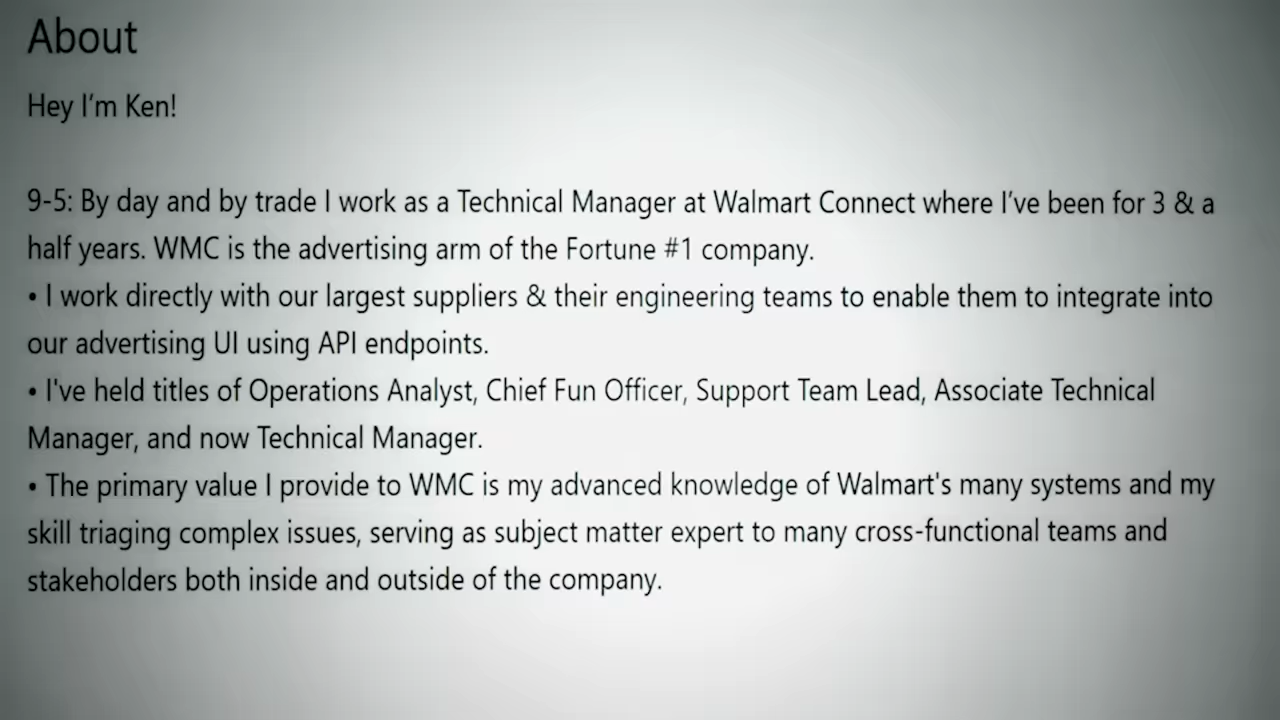 About
Hey I’m Ken!
9-5: By day and by trade I work as a Technical Manager at Walmart Connect where I’ve been for 3 & a
half years. WMC is the advertising arm of the Fortune #1 company.
• I work directly with our largest suppliers & their engineering teams to enable them to integrate into
our advertising UI using API endpoints.
• I've held titles of Operations Analyst, Chief Fun Officer, Support Team Lead, Associate Technical
Manager, and now Technical Manager.
• The primary value I provide to WMC is my advanced knowledge of Walmart's many systems and my
skill triaging complex issues, serving as subject matter expert to many cross-functional teams and
stakeholders both inside and outside of the company.